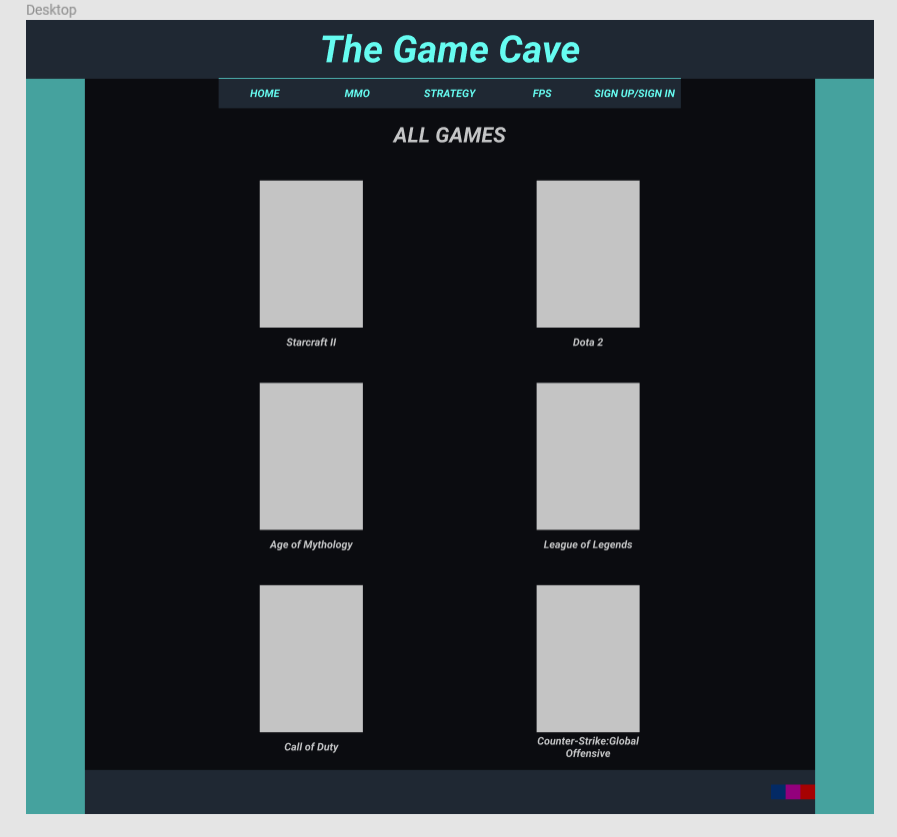 Desktop
The Game Cave
HOME MMO STRATEGY FPS SIGN UP/SIGN IN
ALL GAMES
Starcraft II Dota 2
Age of Mythology League of Legends
Call of Duty Counter-Strike:Global
Offensive